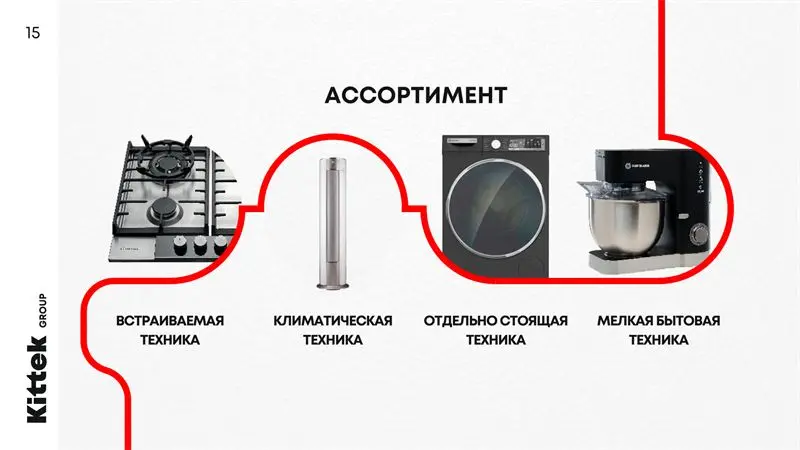 15
АССОРТИМЕНТ
ВСТРАИВАЕМАЯ
ТЕХНИКА
КЛИМАТИЧЕСКАЯ
ТЕХНИКА
ОТДЕЛЬНО СТОЯЩАЯ
ТЕХНИКА
МЕЛКАЯ БЫТОВАЯ
ТЕХНИКА
Kittek GROUP